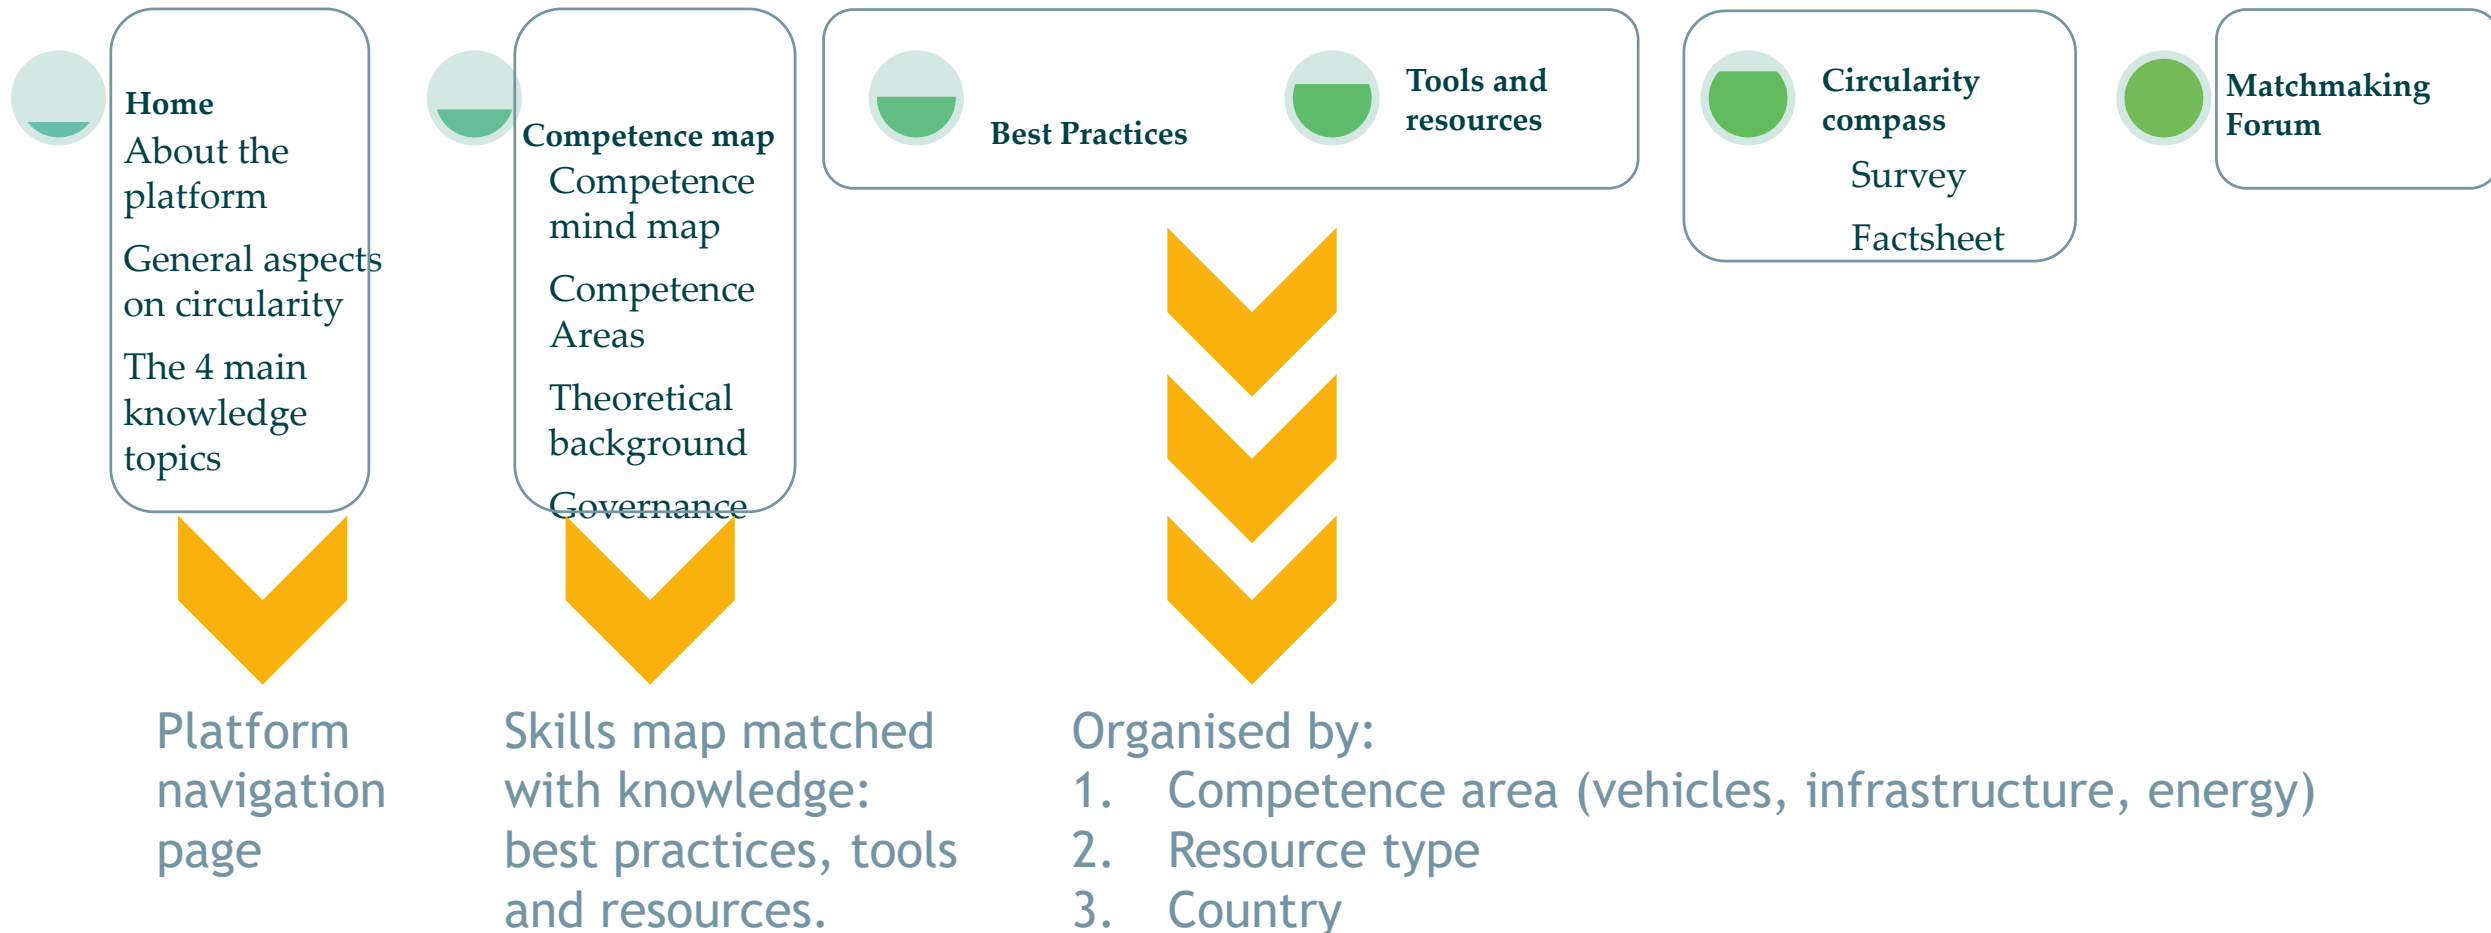 Home
About the
platform
General aspects
on circularity
The 4 main
knowledge
topics
Competence map
Competence
mind map
Competence
Areas
Theoretical
background
Governance
Best Practices
Tools and
resources
Circularity
compass
Survey
Factsheet
Matchmaking
Forum
Platform
navigation
page
Skills map matched
with knowledge:
best practices, tools
and resources.
Organised by:
1. Competence area (vehicles, infrastructure, energy)
2. Resource type
3. Country